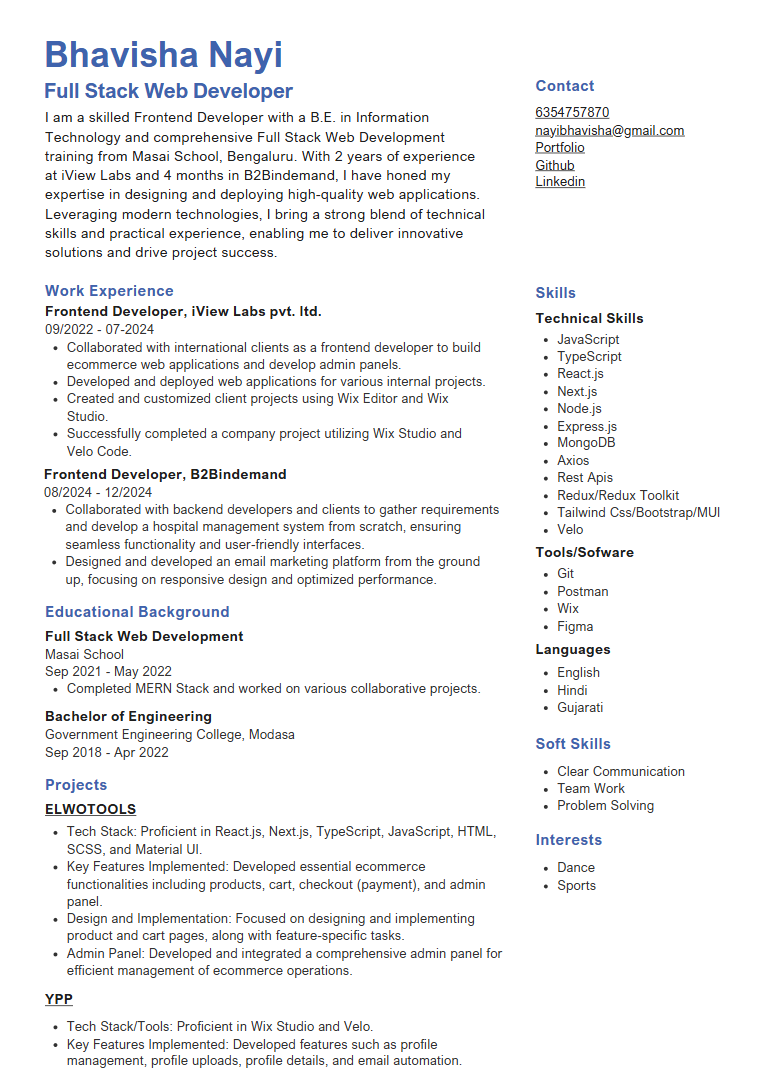 Bhavisha Nayi
Full Stack Web Developer
I am a skilled Frontend Developer with a B.E. in Information
Technology and comprehensive Full Stack Web Development
training from Masai School, Bengaluru. With 2 years of experience
at iView Labs and 4 months in B2Bindemand, I have honed my
expertise in designing and deploying high-quality web applications.
Leveraging modern technologies, I bring a strong blend of technical
skills and practical experience, enabling me to deliver innovative
solutions and drive project success.
Work Experience
Frontend Developer, iView Labs pvt. ltd.
09/2022 - 07-2024
• Collaborated with international clients as a frontend developer to build
ecommerce web applications and develop admin panels.
• Developed and deployed web applications for various internal projects.
• Created and customized client projects using Wix Editor and Wix
Studio.
• Successfully completed a company project utilizing Wix Studio and
Velo Code.
Frontend Developer, B2Bindemand
08/2024 - 12/2024
• Collaborated with backend developers and clients to gather requirements
and develop a hospital management system from scratch, ensuring
seamless functionality and user-friendly interfaces.
• Designed and developed an email marketing platform from the ground
up, focusing on responsive design and optimized performance.
Educational Background
Full Stack Web Development
Masai School
Sep 2021 - May 2022
• Completed MERN Stack and worked on various collaborative projects.
Bachelor of Engineering
Government Engineering College, Modasa
Sep 2018 - Apr 2022
Projects
ELWOTOOLS
• Tech Stack: Proficient in React.js, Next.js, TypeScript, JavaScript, HTML,
SCSS, and Material UI.
• Key Features Implemented: Developed essential ecommerce
functionalities including products, cart, checkout (payment), and admin
panel.
• Design and Implementation: Focused on designing and implementing
product and cart pages, along with feature-specific tasks.
• Admin Panel: Developed and integrated a comprehensive admin panel for
efficient management of ecommerce operations.
YPP
• Tech Stack/Tools: Proficient in Wix Studio and Velo.
• Key Features Implemented: Developed features such as profile
management, profile uploads, profile details, and email automation.
Contact
6354757870
nayibhavisha@gmail.com
Portfolio
Github
Linkedin
Skills
Technical Skills
• JavaScript
• TypeScript
• React.js
• Next.js
• Node.js
• Express.js
• MongoDB
• Axios
• Rest Apis
• Redux/Redux Toolkit
• Tailwind Css/Bootstrap/MUI
• Velo
Tools/Sofware
• Git
• Postman
• Wix
• Figma
Languages
• English
• Hindi
• Gujarati
Soft Skills
• Clear Communication
• Team Work
• Problem Solving
Interests
• Dance
• Sports